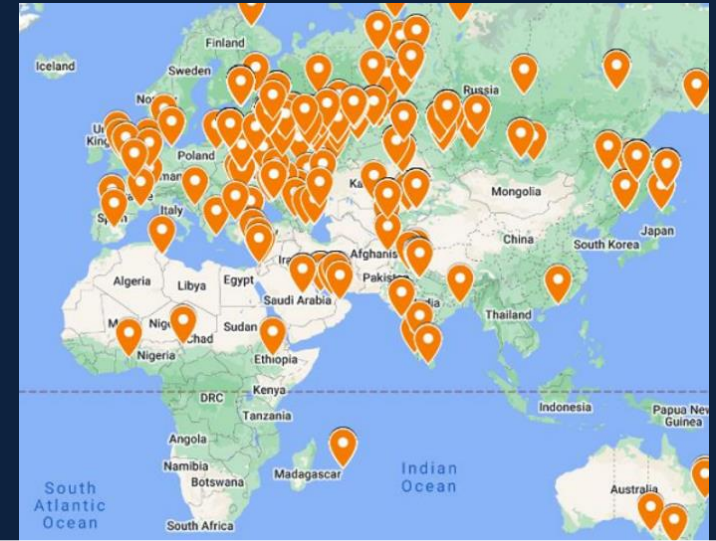 Iceland
Finland
Sweden
Russia
Poland
Mongolia
Italy
China
Japan
South Korea
Algeria
Libya
Egypt
Saudi Arabia
Thailand
Sudan
Chad
Nigeria
Ethiopia
Kenya
DRC
Tanzania
Indonesia
Papua New
Guinea
Angola
Namibia
Botswana
Madagascar
Indian
Ocean
Australia
South
Atlantic
Ocean
South Africa